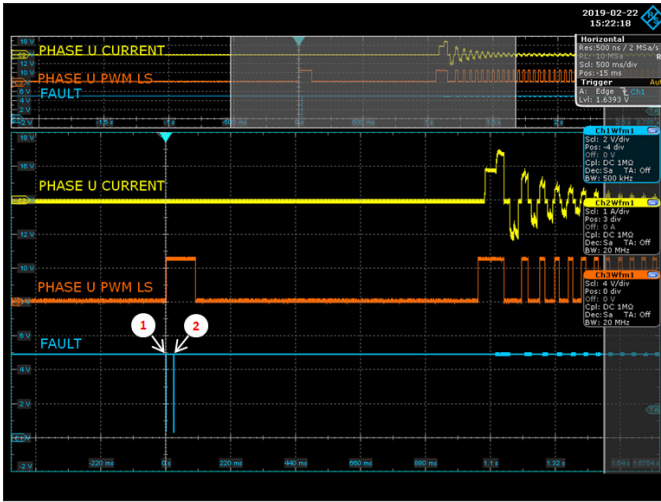 2019-02-22
15:22:18
Horizontal
Res:500 ns / 2 MSa/s
RL: 10 MSa
Scl: 500 ms/div
Pos:-15 ms
Trigger
A: Edge Ch1
Lvl: 1.6393 V
PHASE U CURRENT
PHASE U PWM LS
FAULT
Ch1Wfm1
Scl: 2 V/div
Pos: -4 div
Off: 0 V
Cpl: DC 1MΩ
Dec:Sa TA: Off
BW: 500 kHz
PHASE U CURRENT
Ch2Wfm1
Scl: 1 A/div
Pos: 3 div
Off: 0 A
Cpl: DC 1MΩ
Dec:Sa TA: Off
BW: 20 MHz
PHASE U PWM LS
Ch3Wfm1
Scl: 4 V/div
Pos: 0 div
Off: 0 V
Cpl: DC 1MΩ
Dec:Sa TA: Off
BW: 20 MHz
1
2
FAULT
18 V
16 V
10 V
6 V
-2 V
-220 ms
0 s
220 ms
440 ms
660 ms
880 ms
1.1 s
1.32 s